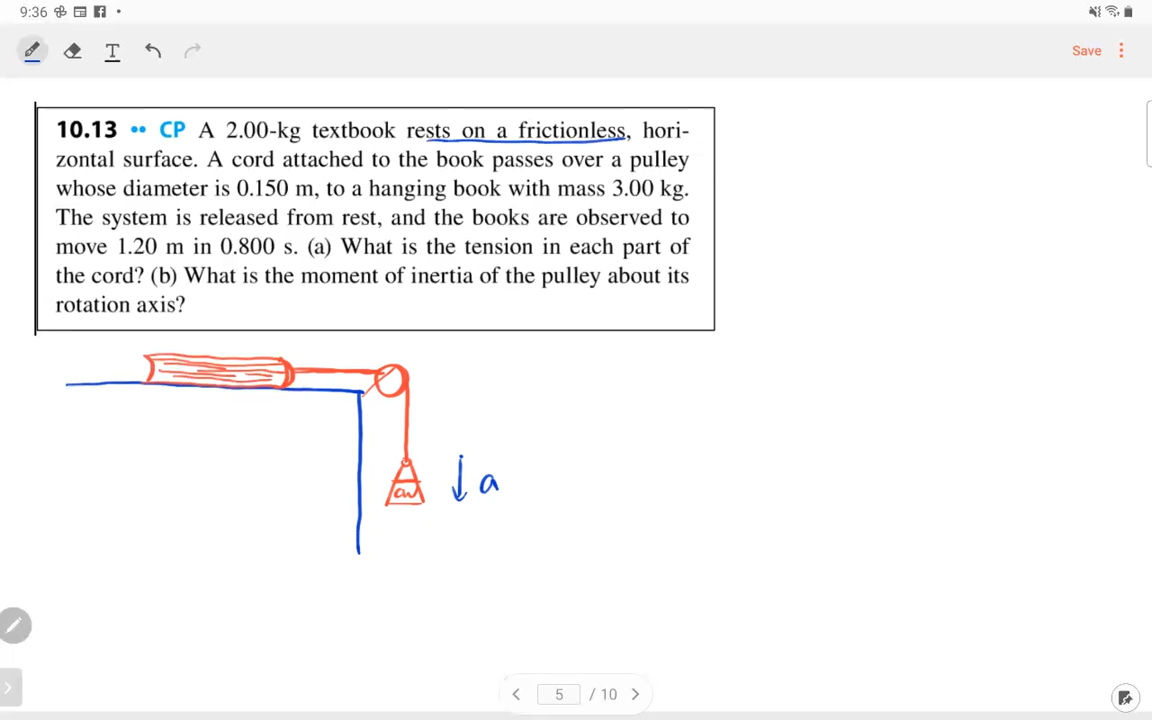 9:36
Save
10.13 •• CP A 2.00-kg textbook rests on a frictionless, hori-
zontal surface. A cord attached to the book passes over a pulley
whose diameter is 0.150 m, to a hanging book with mass 3.00 kg.
The system is released from rest, and the books are observed to
move 1.20 m in 0.800 s. (a) What is the tension in each part of
the cord? (b) What is the moment of inertia of the pulley about its
rotation axis?
a
5 / 10